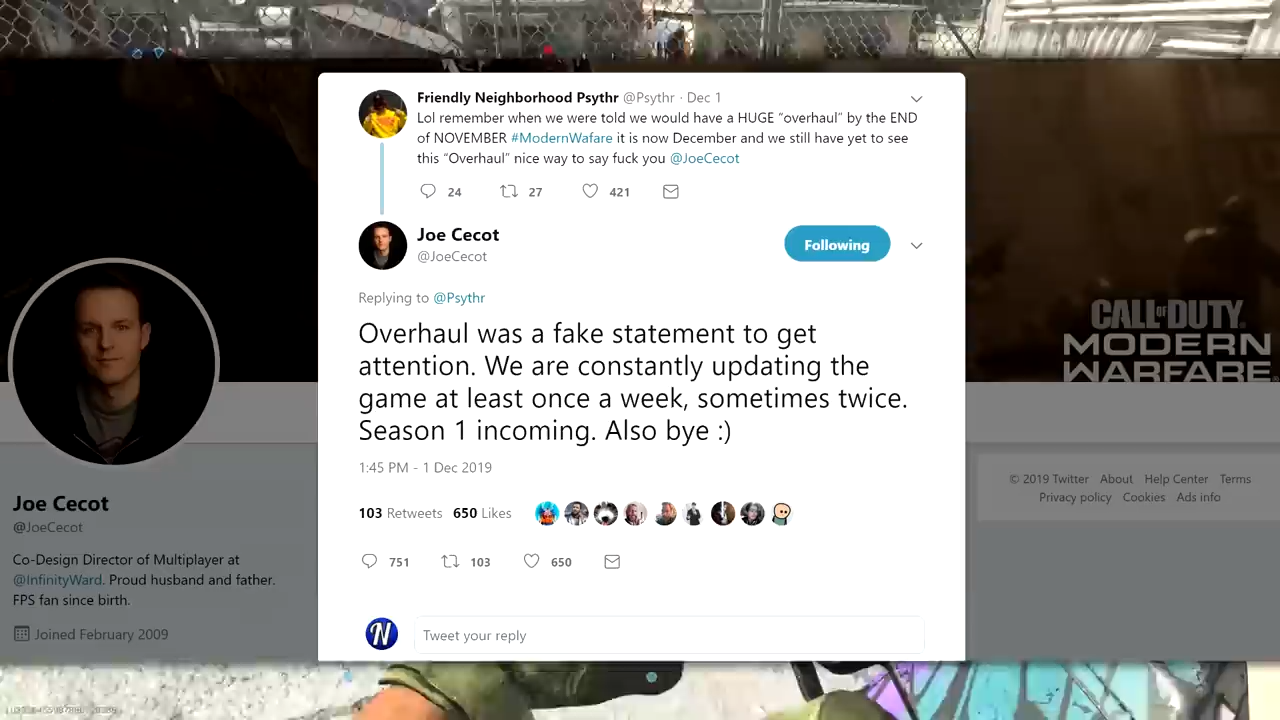 Friendly Neighborhood Psythr @Psythr · Dec 1
Lol remember when we were told we would have a HUGE “overhaul” by the END
of NOVEMBER #ModernWafare it is now December and we still have yet to see
this “Overhaul” nice way to say fuck you @JoeCecot
24 27 421
Joe Cecot
@JoeCecot
Following
Replying to @Psythr
Overhaul was a fake statement to get
attention. We are constantly updating the
game at least once a week, sometimes twice.
Season 1 incoming. Also bye :)
1:45 PM - 1 Dec 2019
103 Retweets 650 Likes
751 103 650
N
Tweet your reply
Joe Cecot
@JoeCecot
Co-Design Director of Multiplayer at
@InfinityWard. Proud husband and father.
FPS fan since birth.
Joined February 2009
CALL OF DUTY
MODERN
WARFARE
© 2019 Twitter About Help Center Terms
Privacy policy Cookies Ads info